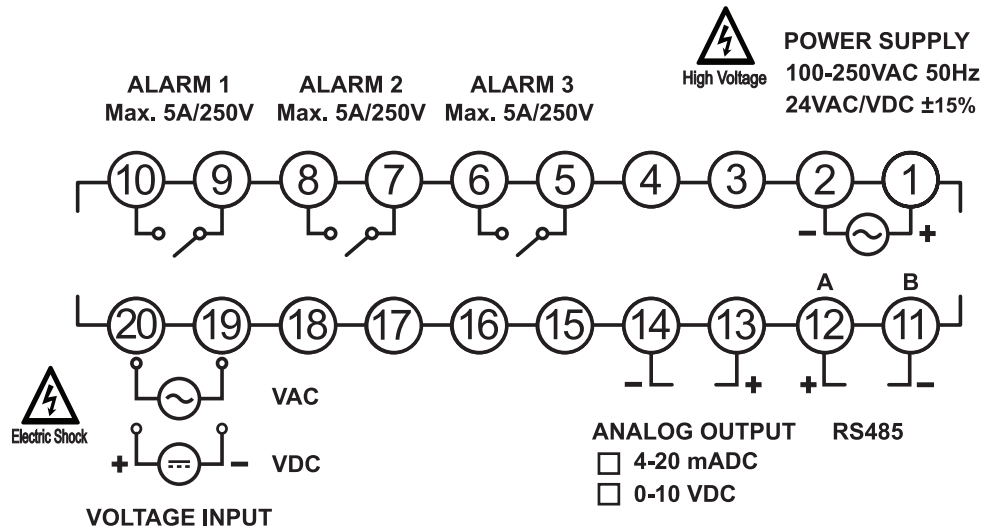 POWER SUPPLY
High Voltage
100-250VAC 50Hz
24VAC/VDC ±15%
ALARM 1
Max. 5A/250V
ALARM 2
Max. 5A/250V
ALARM 3
Max. 5A/250V
10 9 8 7 6 5 4 3 2 1
- +
A B
20 19 18 17 16 15 14 13 12 11
- + + -
Electric Shock
VAC
+ - VDC
VOLTAGE INPUT
ANALOG OUTPUT
4-20 mADC
0-10 VDC
RS485